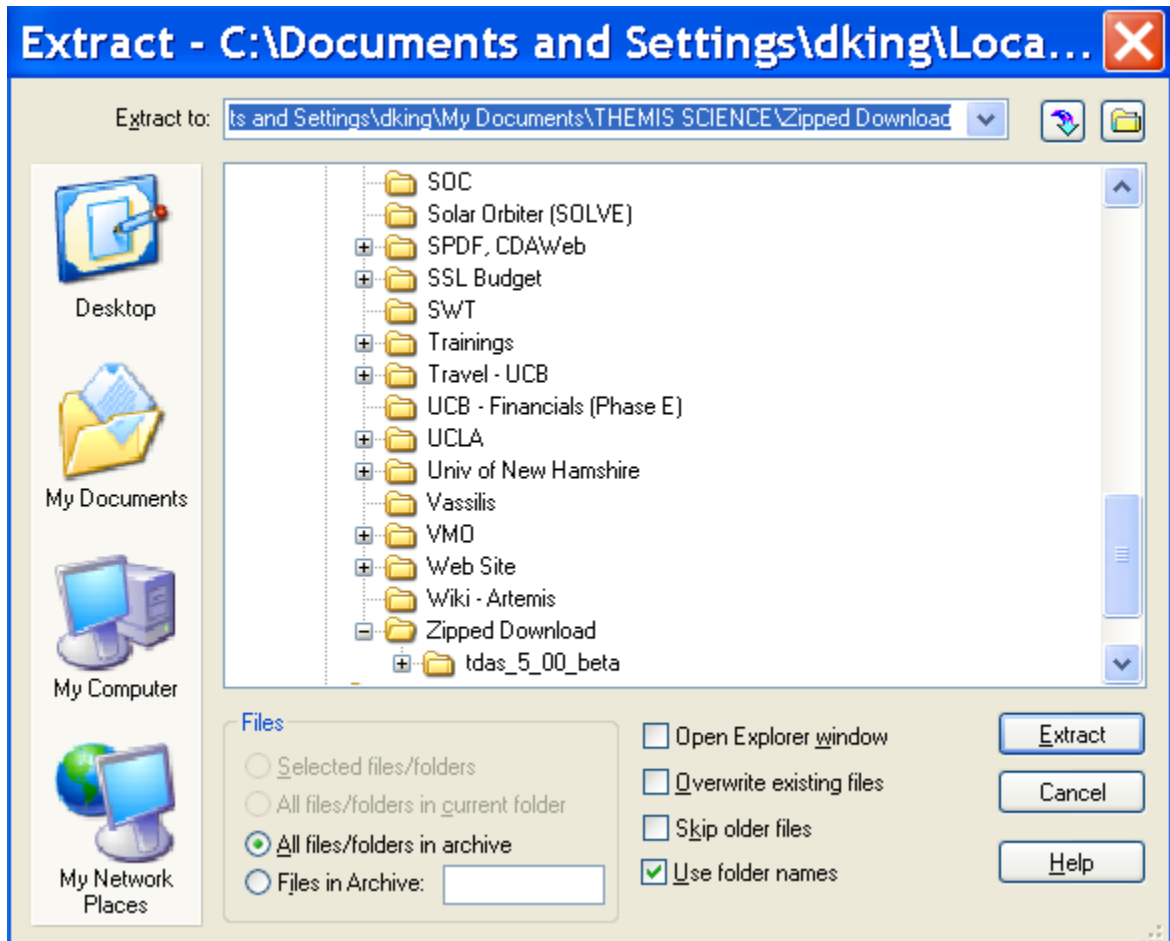 Extract - C:\Documents and Settings\dking\Loca...
Extract to: ts and Settings\dking\My Documents\THEMIS SCIENCE\Zipped Download
Desktop
My Documents
My Computer
My Network
Places
SOC
Solar Orbiter (SOLVE)
SPDF, CDAWeb
SSL Budget
SWT
Trainings
Travel - UCB
UCB - Financials (Phase E)
UCLA
Univ of New Hamshire
Vassilis
VMO
Web Site
Wiki - Artemis
Zipped Download
tdas_5_00_beta
Files
Selected files/folders
All files/folders in current folder
All files/folders in archive
Files in Archive:
Open Explorer window
Overwrite existing files
Skip older files
Use folder names
Extract
Cancel
Help